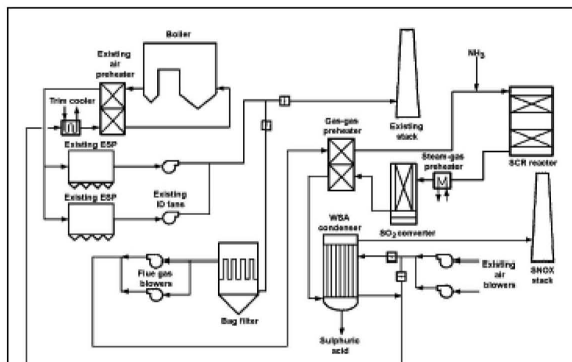 Boiler
Existing
air
preheater
Trim cooler
Existing ESP
Existing ESP
Existing
ID fans
Existing
stack
NH3
SCR reactor
Gas-gas
preheater
Steam-gas
preheater
SO2 converter
WSA
condenser
Flue gas
blowers
Bag filter
Sulphuric
acid
Existing
air
blowers
SNOX
stack